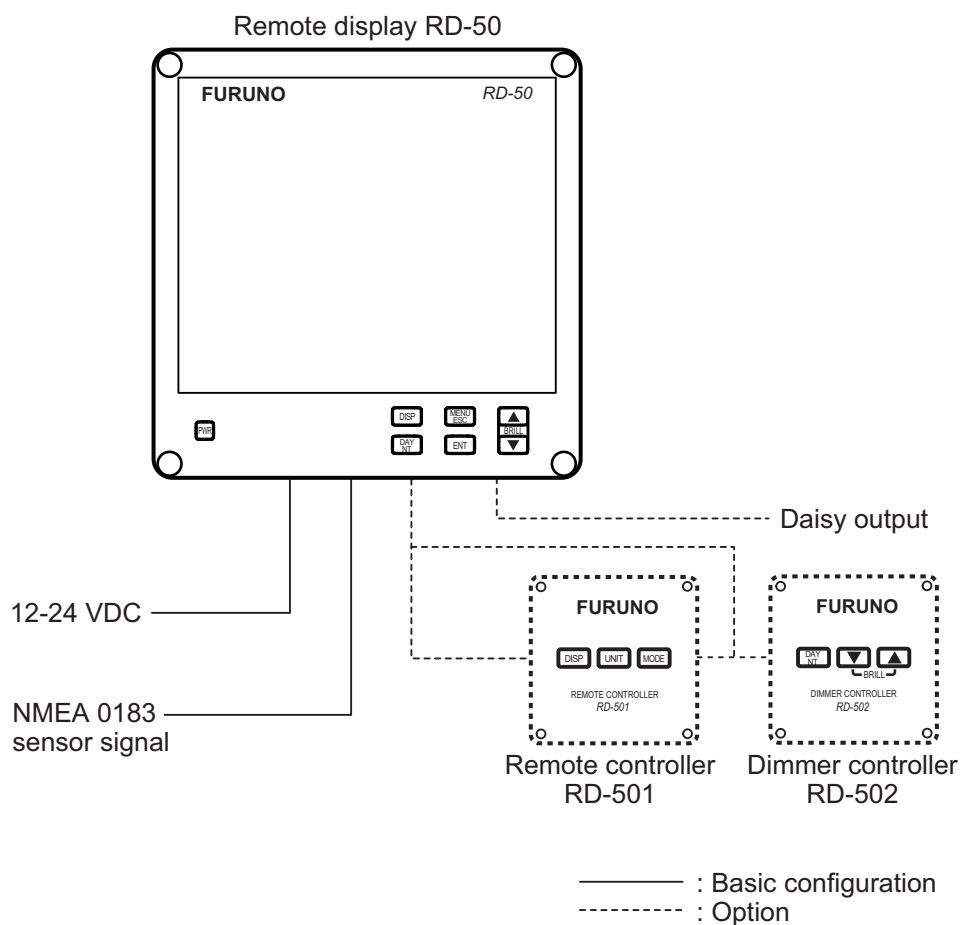 Remote display RD-50
FURUNO RD-50
PWR
DISP
MENU
ESC
▲
BRILL
▼
DAY
NT
ENT
Daisy output
12-24 VDC
NMEA 0183
sensor signal
FURUNO
DISP UNIT MODE
REMOTE CONTROLLER
RD-501
Remote controller
RD-501
FURUNO
DAY
NT
▼ ▲
BRILL
DIMMER CONTROLLER
RD-502
Dimmer controller
RD-502
: Basic configuration
: Option